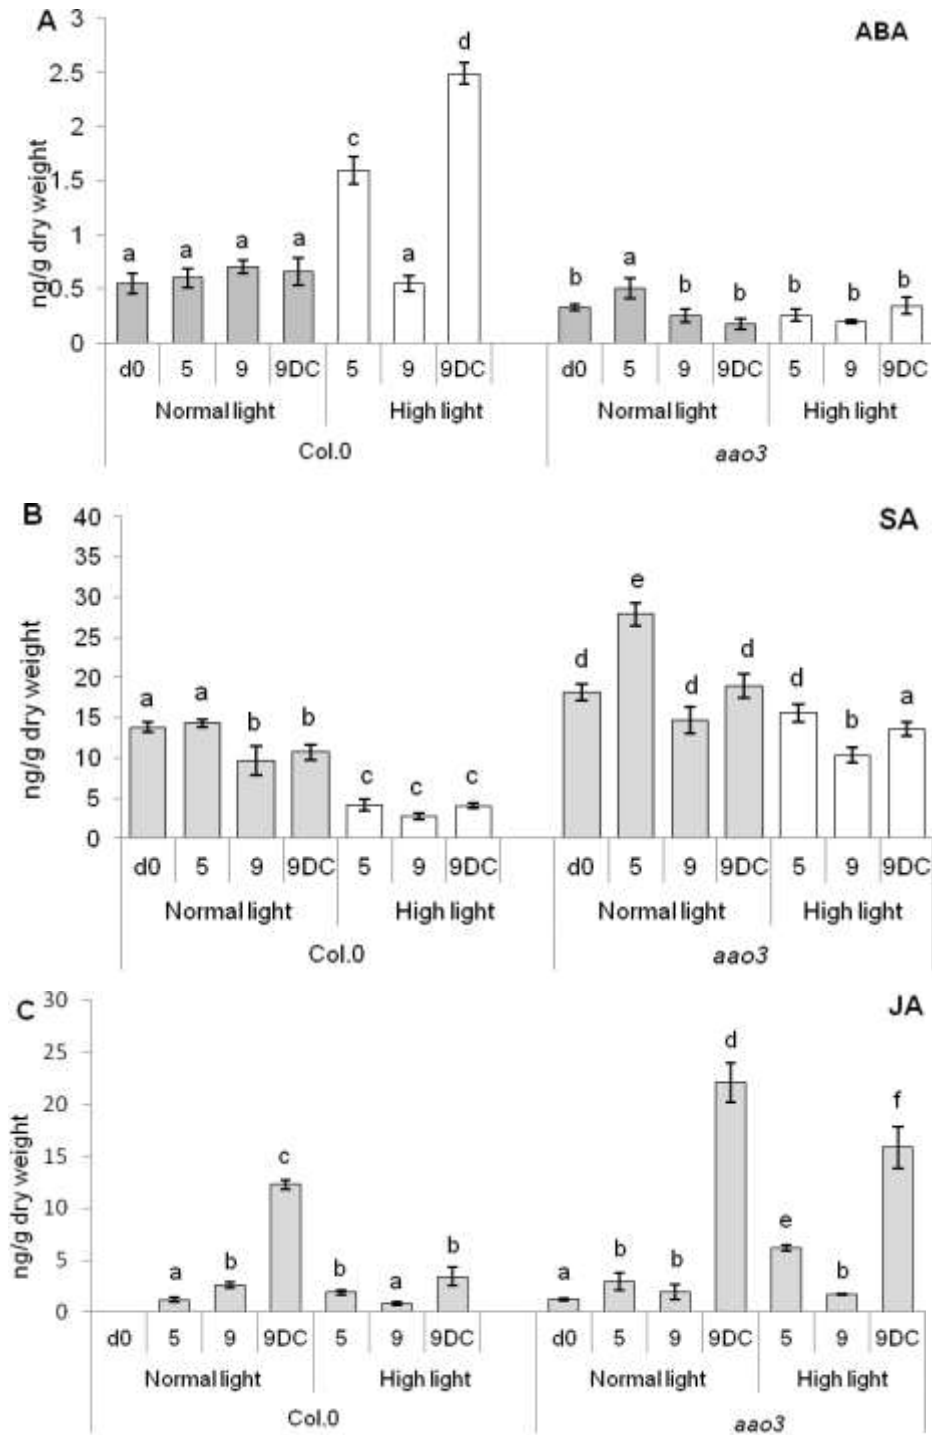 A
ABA
3
2.5
2
1.5
1
0.5
0
ng/g dry weight
a a a a c a d b a b b b b b
d0 5 9 9DC 5 9 9DC d0 5 9 9DC 5 9 9DC
Normal light High light Normal light High light
Col.0 aao3
B
SA
40
35
30
25
20
15
10
5
0
ng/g dry weight
a a b b c c c d e d d d b a
d0 5 9 9DC 5 9 9DC d0 5 9 9DC 5 9 9DC
Normal light High light Normal light High light
Col.0 aao3
C
JA
30
25
20
15
10
5
0
ng/g dry weight
a b c b a b a b b d e b f
d0 5 9 9DC 5 9 9DC d0 5 9 9DC 5 9 9DC
Normal light High light Normal light High light
Col.0 aao3